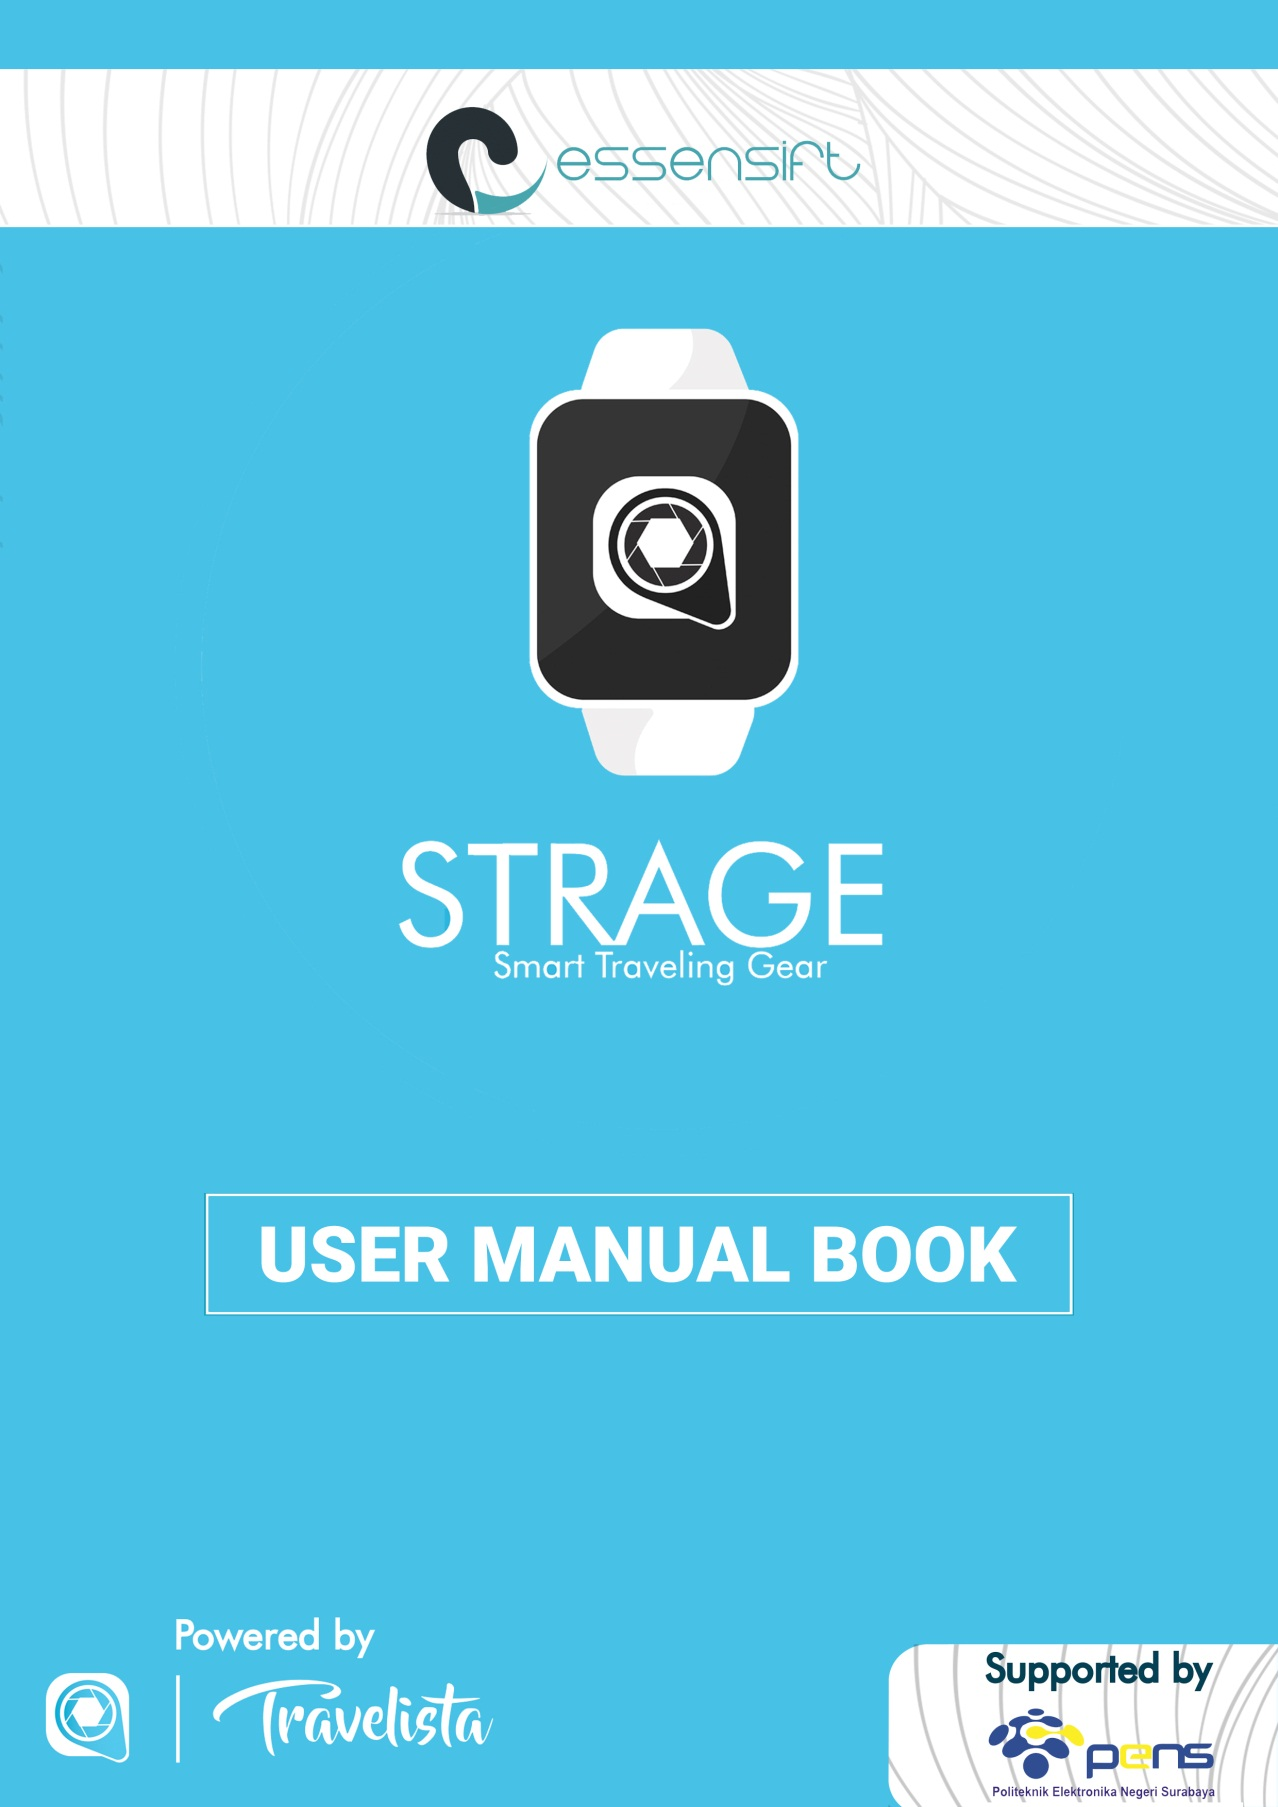 essensift
STRAGE
Smart Traveling Gear
USER MANUAL BOOK
Powered by
Travelista
Supported by
pens
Politeknik Elektronika Negeri Surabaya